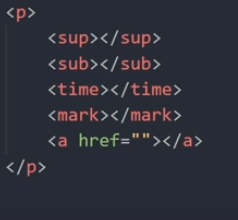 <p>
    <sup></sup>
    <sub></sub>
    <time></time>
    <mark></mark>
    <a href=""></a>
</p>